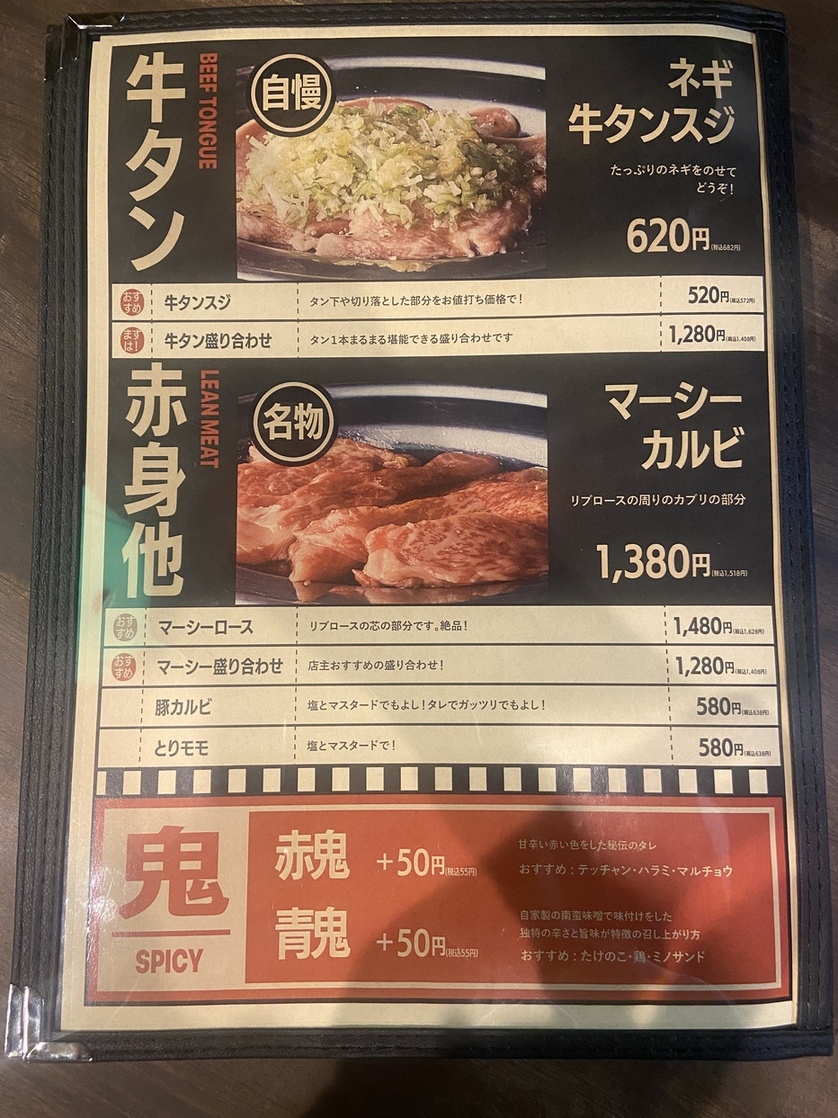 牛タン
BEEF TONGUE
自慢
ネギ
牛タンスジ
たっぷりのネギをのせて
どうぞ!
620円(税込682円)
おすすめ 牛タンスジ タン下や切り落とした部分をお値打ち価格で! 520円(税込572円)
まずは! 牛タン盛り合わせ タン1本まるまる堪能できる盛り合わせです 1,280円(税込1,408円)
赤身他
LEAN MEAT
名物
マーシー
カルビ
リブロースの周りのカブリの部分
1,380円(税込1,518円)
おすすめ マーシーロース リブロースの芯の部分です。絶品! 1,480円(税込1,628円)
おすすめ マーシー盛り合わせ 店主おすすめの盛り合わせ! 1,280円(税込1,408円)
豚カルビ 塩とマスタードでもよし!タレでガッツリでもよし! 580円(税込638円)
とりモモ 塩とマスタードで! 580円(税込638円)
鬼
SPICY
赤鬼 +50円(税込55円)
甘辛い赤い色をした秘伝のタレ
おすすめ:テッチャン・ハラミ・マルチョウ
青鬼 +50円(税込55円)
自家製の南蛮味噌で味付けをした
独特の辛さと旨味が特徴の召し上がり方
おすすめ:たけのこ・鶏・ミノサンド